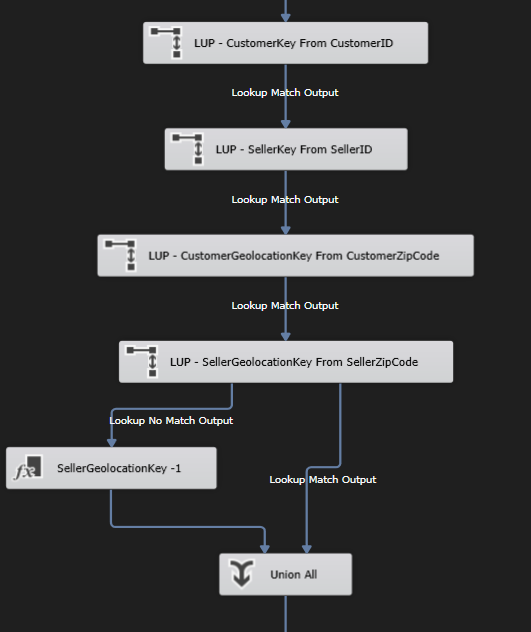 LUP - CustomerKey From CustomerID
Lookup Match Output
LUP - SellerKey From SellerID
Lookup Match Output
LUP - CustomerGeolocationKey From CustomerZipCode
Lookup Match Output
LUP - SellerGeolocationKey From SellerZipCode
Lookup No Match Output
fx
SellerGeolocationKey -1
Lookup Match Output
Union All